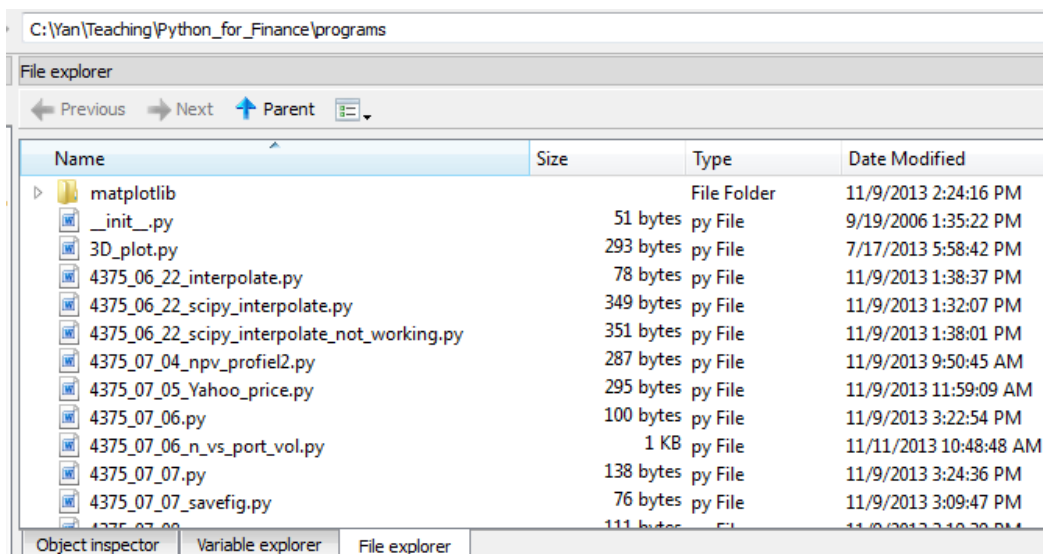 C:\Yan\Teaching\Python_for_Finance\programs
File explorer
Previous Next Parent
Name Size Type Date Modified
matplotlib File Folder 11/9/2013 2:24:16 PM
__init__.py 51 bytes py File 9/19/2006 1:35:22 PM
3D_plot.py 293 bytes py File 7/17/2013 5:58:42 PM
4375_06_22_interpolate.py 78 bytes py File 11/9/2013 1:38:37 PM
4375_06_22_scipy_interpolate.py 349 bytes py File 11/9/2013 1:32:07 PM
4375_06_22_scipy_interpolate_not_working.py 351 bytes py File 11/9/2013 1:38:01 PM
4375_07_04_npv_profiel2.py 287 bytes py File 11/9/2013 9:50:45 AM
4375_07_05_Yahoo_price.py 295 bytes py File 11/9/2013 11:59:09 AM
4375_07_06.py 100 bytes py File 11/9/2013 3:22:54 PM
4375_07_06_n_vs_port_vol.py 1 KB py File 11/11/2013 10:48:48 AM
4375_07_07.py 138 bytes py File 11/9/2013 3:24:36 PM
4375_07_07_savefig.py 76 bytes py File 11/9/2013 3:09:47 PM
111 bytes
Object inspector Variable explorer File explorer